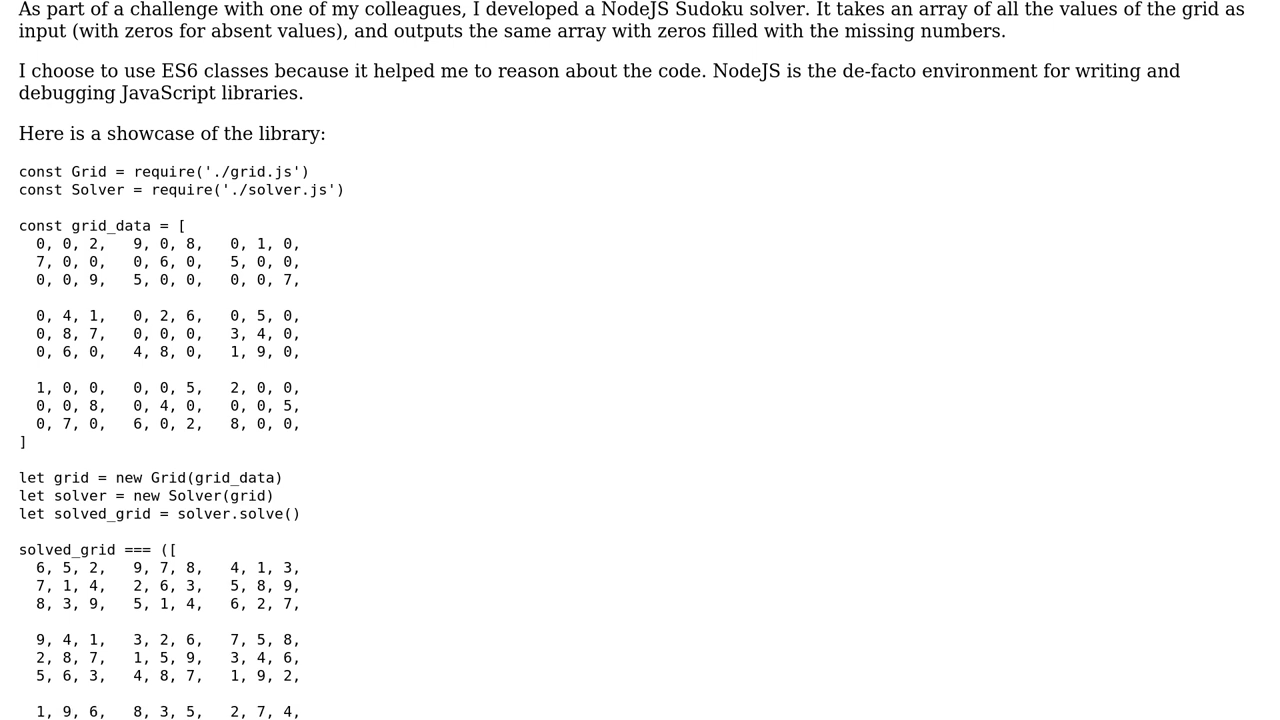 As part of a challenge with one of my colleagues, I developed a NodeJS Sudoku solver. It takes an array of all the values of the grid as
input (with zeros for absent values), and outputs the same array with zeros filled with the missing numbers.
I choose to use ES6 classes because it helped me to reason about the code. NodeJS is the de-facto environment for writing and
debugging JavaScript libraries.
Here is a showcase of the library:
const Grid = require('./grid.js')
const Solver = require('./solver.js')
const grid_data = [
  0, 0, 2,   9, 0, 8,   0, 1, 0,
  7, 0, 0,   0, 6, 0,   5, 0, 0,
  0, 0, 9,   5, 0, 0,   0, 0, 7,
  0, 4, 1,   0, 2, 6,   0, 5, 0,
  0, 8, 7,   0, 0, 0,   3, 4, 0,
  0, 6, 0,   4, 8, 0,   1, 9, 0,
  1, 0, 0,   0, 0, 5,   2, 0, 0,
  0, 0, 8,   0, 4, 0,   0, 0, 5,
  0, 7, 0,   6, 0, 2,   8, 0, 0,
]
let grid = new Grid(grid_data)
let solver = new Solver(grid)
let solved_grid = solver.solve()
solved_grid === ([
  6, 5, 2,   9, 7, 8,   4, 1, 3,
  7, 1, 4,   2, 6, 3,   5, 8, 9,
  8, 3, 9,   5, 1, 4,   6, 2, 7,
  9, 4, 1,   3, 2, 6,   7, 5, 8,
  2, 8, 7,   1, 5, 9,   3, 4, 6,
  5, 6, 3,   4, 8, 7,   1, 9, 2,
  1, 9, 6,   8, 3, 5,   2, 7, 4,